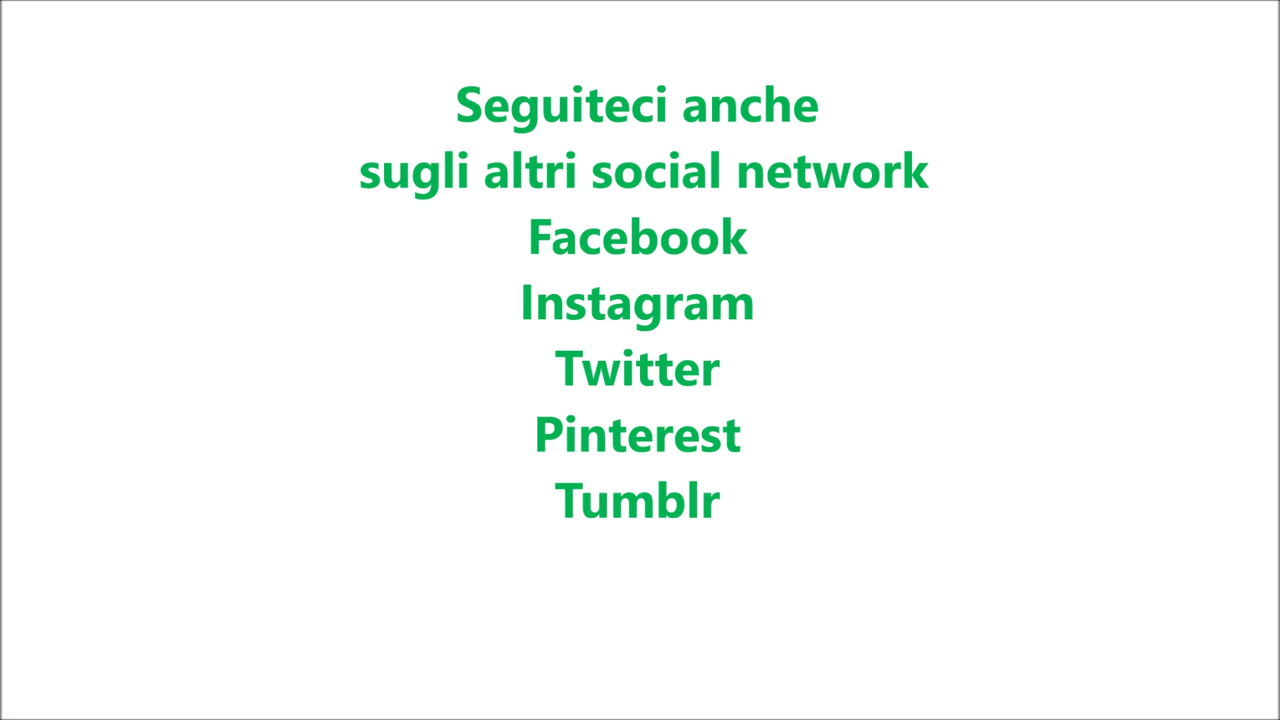 Seguiteci anche
sugli altri social network
Facebook
Instagram
Twitter
Pinterest
Tumblr